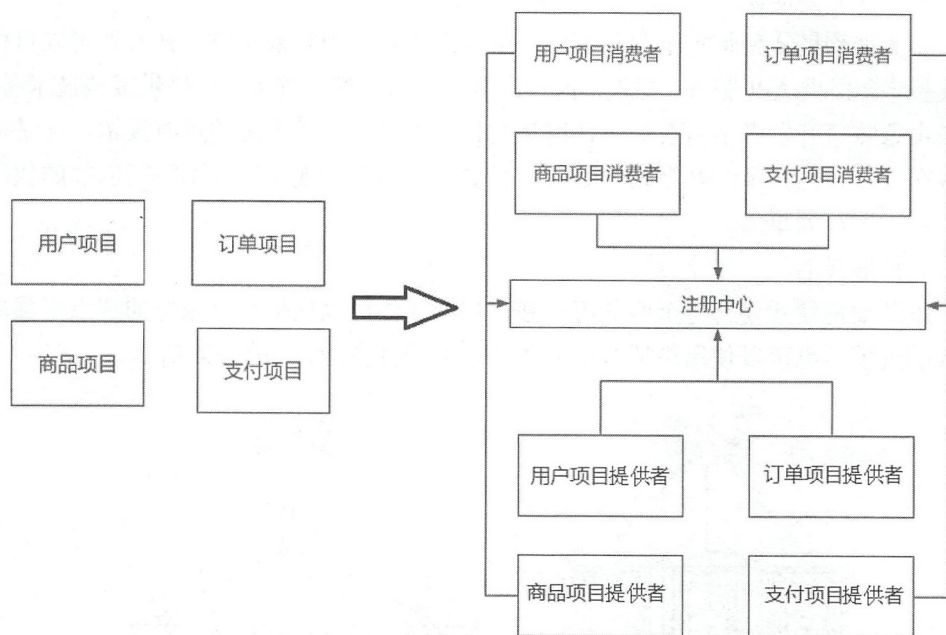 用户项目消费者
订单项目消费者
商品项目消费者
支付项目消费者
用户项目
订单项目
商品项目
支付项目
注册中心
用户项目提供者
订单项目提供者
商品项目提供者
支付项目提供者